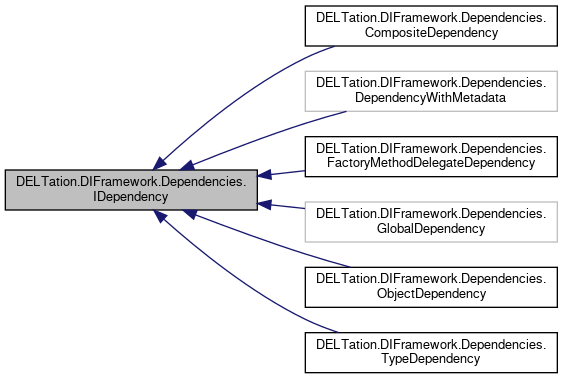 DELTation.DIFramework.Dependencies.
CompositeDependency
DELTation.DIFramework.Dependencies.
DependencyWithMetadata
DELTation.DIFramework.Dependencies.
FactoryMethodDelegateDependency
DELTation.DIFramework.Dependencies.
IDependency
DELTation.DIFramework.Dependencies.
GlobalDependency
DELTation.DIFramework.Dependencies.
ObjectDependency
DELTation.DIFramework.Dependencies.
TypeDependency